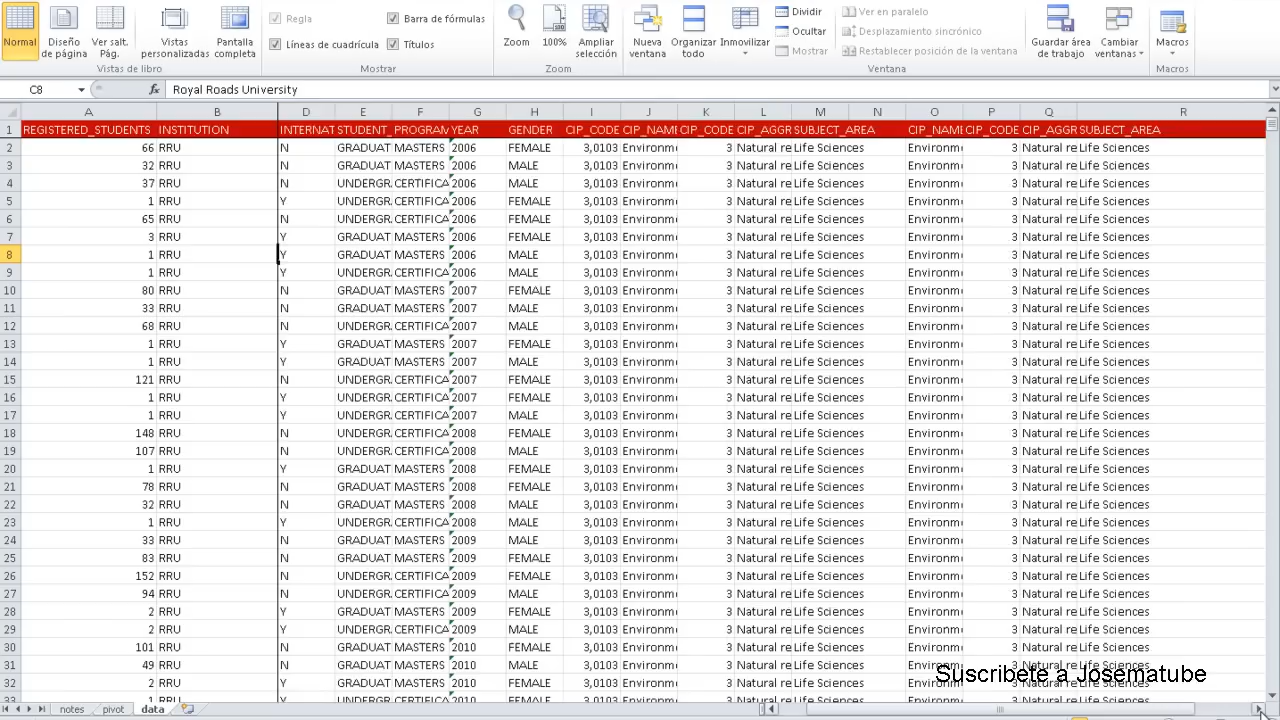 Normal Diseño de página Ver salt. Pág. Vistas personalizadas Pantalla completa Regla Barra de fórmulas Líneas de cuadrícula Títulos Zoom 100% Ampliar selección Nueva ventana Organizar todo Inmovilizar Dividir Ocultar Mostrar Ver en paralelo Desplazamiento sincrónico Restablecer posición de la ventana Guardar área de trabajo Cambiar ventanas Macros
Vistas de libro Mostrar Zoom Ventana Macros
C8 fx Royal Roads University
A B D E F G H I J K L M N O P Q R
1 REGISTERED_STUDENTS INSTITUTION INTERNAT STUDENT_ PROGRAM YEAR GENDER CIP_CODE CIP_NAME CIP_CODE CIP_AGGR SUBJECT_AREA CIP_NAME CIP_CODE CIP_AGGR SUBJECT_AREA
2 66 RRU N GRADUAT MASTERS 2006 FEMALE 3,0103 Environm 3 Natural re Life Sciences Environm 3 Natural re Life Sciences
3 32 RRU N GRADUAT MASTERS 2006 MALE 3,0103 Environm 3 Natural re Life Sciences Environm 3 Natural re Life Sciences
4 37 RRU N UNDERGR CERTIFICA 2006 MALE 3,0103 Environm 3 Natural re Life Sciences Environm 3 Natural re Life Sciences
5 1 RRU Y UNDERGR CERTIFICA 2006 FEMALE 3,0103 Environm 3 Natural re Life Sciences Environm 3 Natural re Life Sciences
6 65 RRU N UNDERGR CERTIFICA 2006 FEMALE 3,0103 Environm 3 Natural re Life Sciences Environm 3 Natural re Life Sciences
7 3 RRU Y GRADUAT MASTERS 2006 FEMALE 3,0103 Environm 3 Natural re Life Sciences Environm 3 Natural re Life Sciences
8 1 RRU Y GRADUAT MASTERS 2006 MALE 3,0103 Environm 3 Natural re Life Sciences Environm 3 Natural re Life Sciences
9 1 RRU Y UNDERGR CERTIFICA 2006 MALE 3,0103 Environm 3 Natural re Life Sciences Environm 3 Natural re Life Sciences
10 80 RRU N GRADUAT MASTERS 2007 FEMALE 3,0103 Environm 3 Natural re Life Sciences Environm 3 Natural re Life Sciences
11 33 RRU N GRADUAT MASTERS 2007 MALE 3,0103 Environm 3 Natural re Life Sciences Environm 3 Natural re Life Sciences
12 68 RRU N UNDERGR CERTIFICA 2007 MALE 3,0103 Environm 3 Natural re Life Sciences Environm 3 Natural re Life Sciences
13 1 RRU Y GRADUAT MASTERS 2007 FEMALE 3,0103 Environm 3 Natural re Life Sciences Environm 3 Natural re Life Sciences
14 1 RRU Y GRADUAT MASTERS 2007 MALE 3,0103 Environm 3 Natural re Life Sciences Environm 3 Natural re Life Sciences
15 121 RRU N UNDERGR CERTIFICA 2007 FEMALE 3,0103 Environm 3 Natural re Life Sciences Environm 3 Natural re Life Sciences
16 1 RRU Y UNDERGR CERTIFICA 2007 FEMALE 3,0103 Environm 3 Natural re Life Sciences Environm 3 Natural re Life Sciences
17 1 RRU Y UNDERGR CERTIFICA 2007 MALE 3,0103 Environm 3 Natural re Life Sciences Environm 3 Natural re Life Sciences
18 148 RRU N UNDERGR CERTIFICA 2008 FEMALE 3,0103 Environm 3 Natural re Life Sciences Environm 3 Natural re Life Sciences
19 107 RRU N UNDERGR CERTIFICA 2008 MALE 3,0103 Environm 3 Natural re Life Sciences Environm 3 Natural re Life Sciences
20 1 RRU Y GRADUAT MASTERS 2008 FEMALE 3,0103 Environm 3 Natural re Life Sciences Environm 3 Natural re Life Sciences
21 78 RRU N GRADUAT MASTERS 2008 FEMALE 3,0103 Environm 3 Natural re Life Sciences Environm 3 Natural re Life Sciences
22 32 RRU N GRADUAT MASTERS 2008 MALE 3,0103 Environm 3 Natural re Life Sciences Environm 3 Natural re Life Sciences
23 1 RRU Y UNDERGR CERTIFICA 2008 MALE 3,0103 Environm 3 Natural re Life Sciences Environm 3 Natural re Life Sciences
24 33 RRU N GRADUAT MASTERS 2009 MALE 3,0103 Environm 3 Natural re Life Sciences Environm 3 Natural re Life Sciences
25 83 RRU N GRADUAT MASTERS 2009 FEMALE 3,0103 Environm 3 Natural re Life Sciences Environm 3 Natural re Life Sciences
26 152 RRU N UNDERGR CERTIFICA 2009 FEMALE 3,0103 Environm 3 Natural re Life Sciences Environm 3 Natural re Life Sciences
27 94 RRU N UNDERGR CERTIFICA 2009 MALE 3,0103 Environm 3 Natural re Life Sciences Environm 3 Natural re Life Sciences
28 2 RRU Y GRADUAT MASTERS 2009 FEMALE 3,0103 Environm 3 Natural re Life Sciences Environm 3 Natural re Life Sciences
29 2 RRU Y UNDERGR CERTIFICA 2009 MALE 3,0103 Environm 3 Natural re Life Sciences Environm 3 Natural re Life Sciences
30 101 RRU N GRADUAT MASTERS 2010 FEMALE 3,0103 Environm 3 Natural re Life Sciences Environm 3 Natural re Life Sciences
31 49 RRU N GRADUAT MASTERS 2010 MALE 3,0103 Environm 3 Natural re Life Sciences Environm 3 Natural re Life Sciences
Suscribete a Josematube
32 2 RRU Y GRADUAT MASTERS 2010 FEMALE 3,0103 Environm 3 Natural re Life Sciences Environm 3 Natural re Life Sciences
notes pivot data